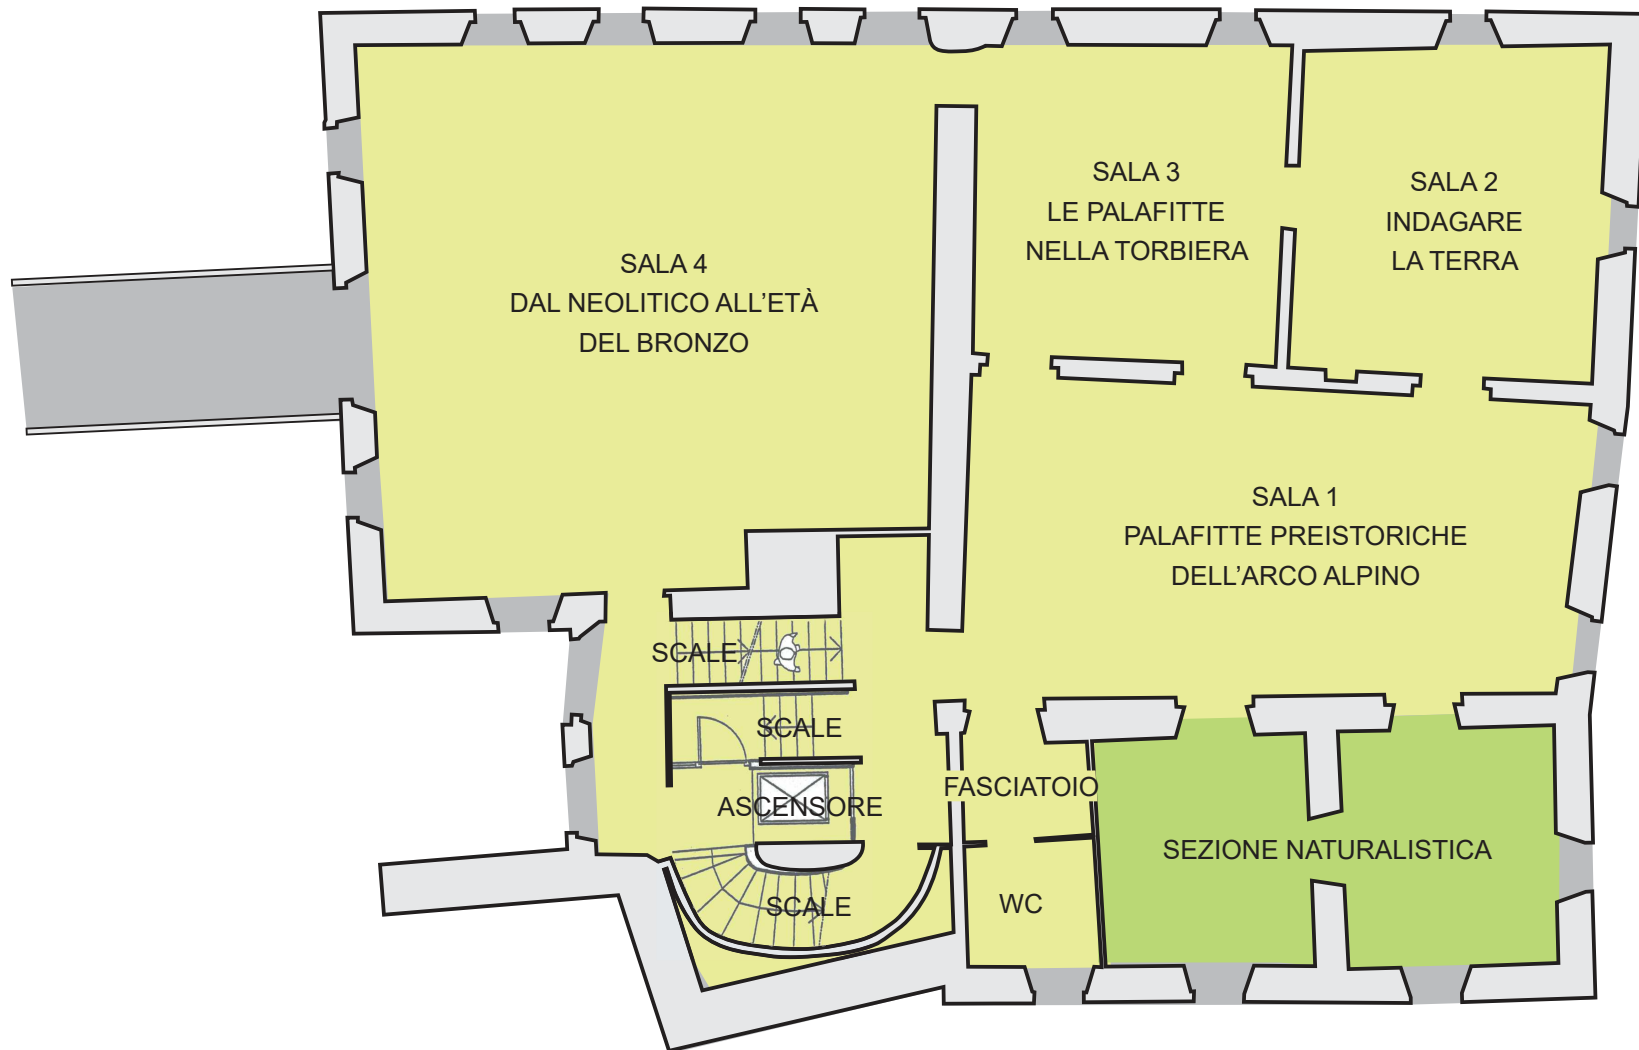 SALA 3
LE PALAFITTE
NELLA TORBIERA
SALA 2
INDAGARE
LA TERRA
SALA 4
DAL NEOLITICO ALL’ETÀ
DEL BRONZO
SALA 1
PALAFITTE PREISTORICHE
DELL’ARCO ALPINO
SCALE
SCALE
FASCIATOIO
ASCENSORE
SEZIONE NATURALISTICA
SCALE
WC